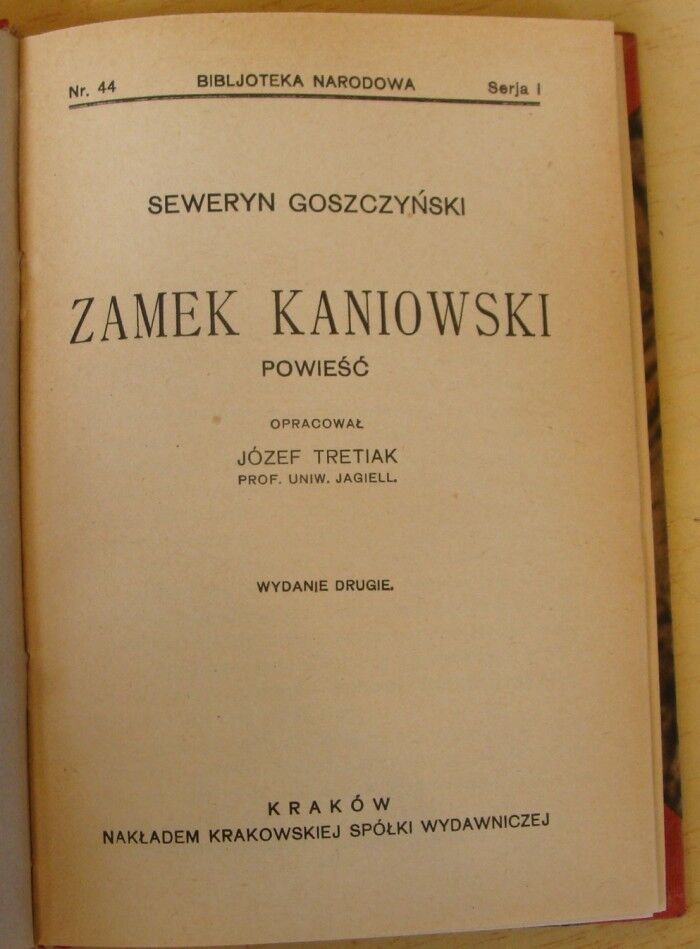 Nr. 44 BIBLJOTEKA NARODOWA Serja I
SEWERYN GOSZCZYŃSKI
ZAMEK KANIOWSKI
POWIEŚĆ
OPRACOWAŁ
JÓZEF TRETIAK
PROF. UNIW. JAGIELL.
WYDANIE DRUGIE.
KRAKÓW
NAKŁADEM KRAKOWSKIEJ SPÓŁKI WYDAWNICZEJ